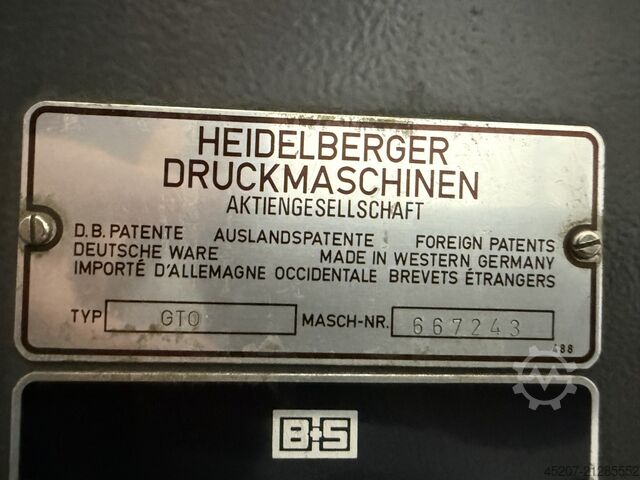 HEIDELBERGER
DRUCKMASCHINEN
AKTIENGESELLSCHAFT
D.B. PATENTE AUSLANDSPATENTE FOREIGN PATENTS
DEUTSCHE WARE MADE IN WESTERN GERMANY
IMPORTÉ D'ALLEMAGNE OCCIDENTALE BREVETS ÉTRANGERS
TYP GTO MASCH-NR. 667243
488
B+S
45207-21285552